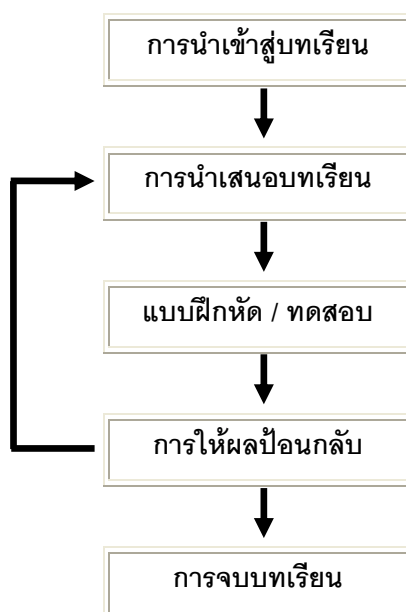 การนำเข้าสู่บทเรียน
การนำเสนอบทเรียน
แบบฝึกหัด / ทดสอบ
การให้ผลป้อนกลับ
การจบบทเรียน